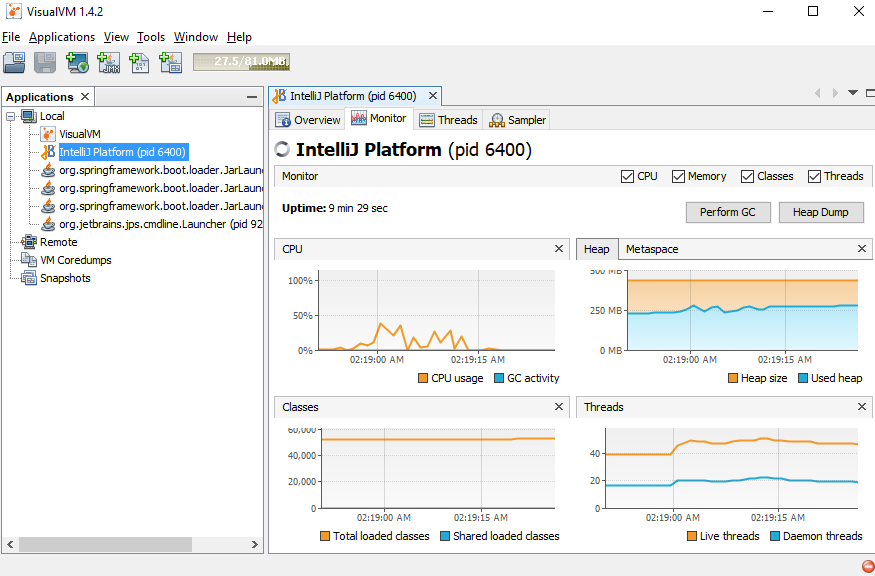 VisualVM 1.4.2
File Applications View Tools Window Help
27.5/81.0MB
Applications
Local
VisualVM
IntelliJ Platform (pid 6400)
org.springframework.boot.loader.JarLaun
org.springframework.boot.loader.JarLaun
org.springframework.boot.loader.JarLaun
org.jetbrains.jps.cmdline.Launcher (pid 92
Remote
VM Coredumps
Snapshots
IntelliJ Platform (pid 6400)
Overview Monitor Threads Sampler
IntelliJ Platform (pid 6400)
Monitor CPU Memory Classes Threads
Uptime: 9 min 29 sec
Perform GC Heap Dump
CPU
100%
50%
0%
02:19:00 AM 02:19:15 AM
CPU usage GC activity
Heap Metaspace
500 MB
250 MB
0 MB
02:19:00 AM 02:19:15 AM
Heap size Used heap
Classes
60,000
40,000
20,000
0
02:19:00 AM 02:19:15 AM
Total loaded classes Shared loaded classes
Threads
40
20
0
02:19:00 AM 02:19:15 AM
Live threads Daemon threads